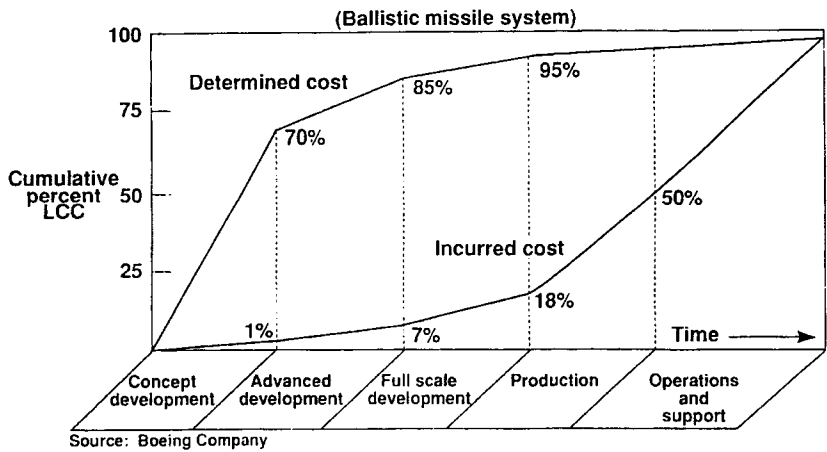 (Ballistic missile system)
100
Determined cost
85%
95%
75
70%
Cumulative
percent
LCC
50
50%
Incurred cost
25
18%
1%
7%
Time
Concept
development
Advanced
development
Full scale
development
Production
Operations
and
support
Source: Boeing Company